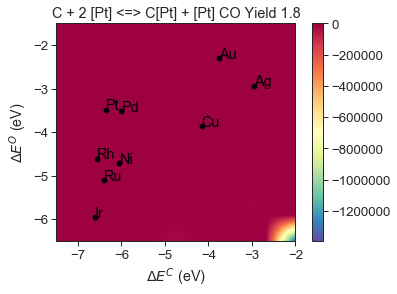 C + 2 [Pt] <=> C[Pt] + [Pt] CO Yield 1.8
−2
−3
−4
−5
−6
ΔE^O (eV)
Au
Ag
Pt
Pd
Cu
Rh
Ni
Ru
Ir
−7
−6
−5
−4
−3
−2
ΔE^C (eV)
0
−200000
−400000
−600000
−800000
−1000000
−1200000